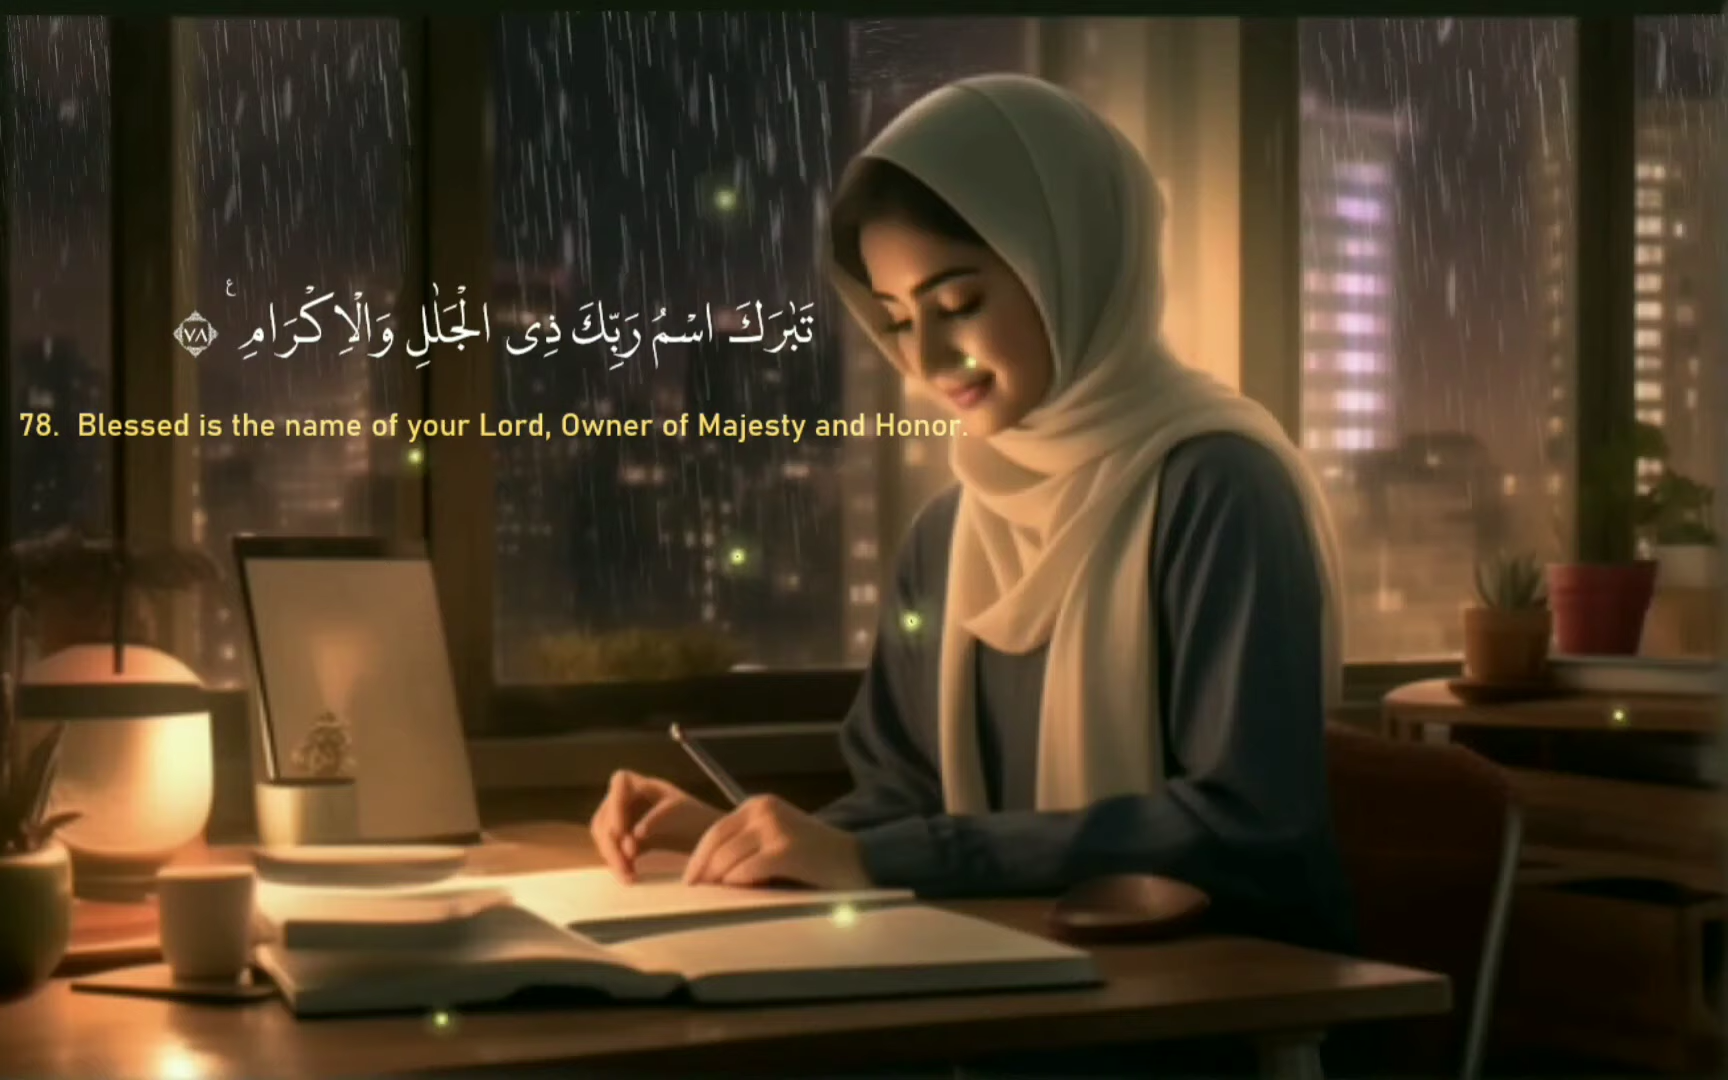 تَبٰرَكَ اسْمُ رَبِّكَ ذِی الْجَلٰلِ وَالْاِكْرَامِ ۠ ﴿٧٨﴾
78. Blessed is the name of your Lord, Owner of Majesty and Honor.